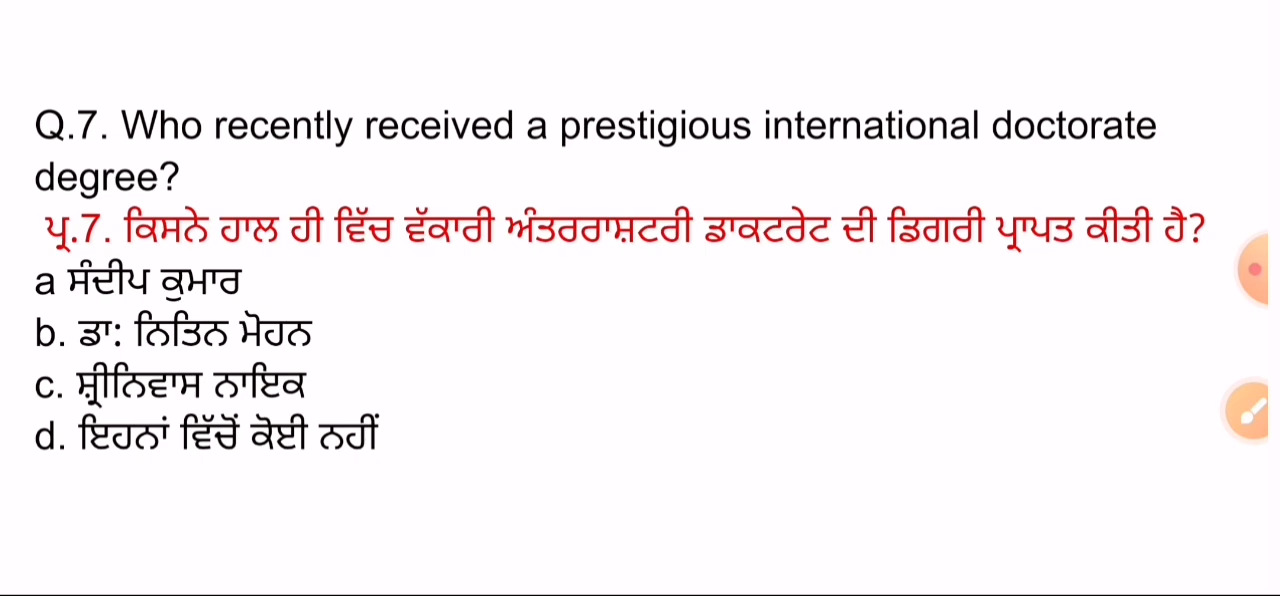 Q.7. Who recently received a prestigious international doctorate
degree?
ਪ੍ਰ.7. ਕਿਸਨੇ ਹਾਲ ਹੀ ਵਿੱਚ ਵੱਕਾਰੀ ਅੰਤਰਰਾਸ਼ਟਰੀ ਡਾਕਟਰੇਟ ਦੀ ਡਿਗਰੀ ਪ੍ਰਾਪਤ ਕੀਤੀ ਹੈ?
a ਸੰਦੀਪ ਕੁਮਾਰ
b. ਡਾ: ਨਿਤਿਨ ਮੋਹਨ
c. ਸ਼੍ਰੀਨਿਵਾਸ ਨਾਇਕ
d. ਇਹਨਾਂ ਵਿੱਚੋਂ ਕੋਈ ਨਹੀਂ